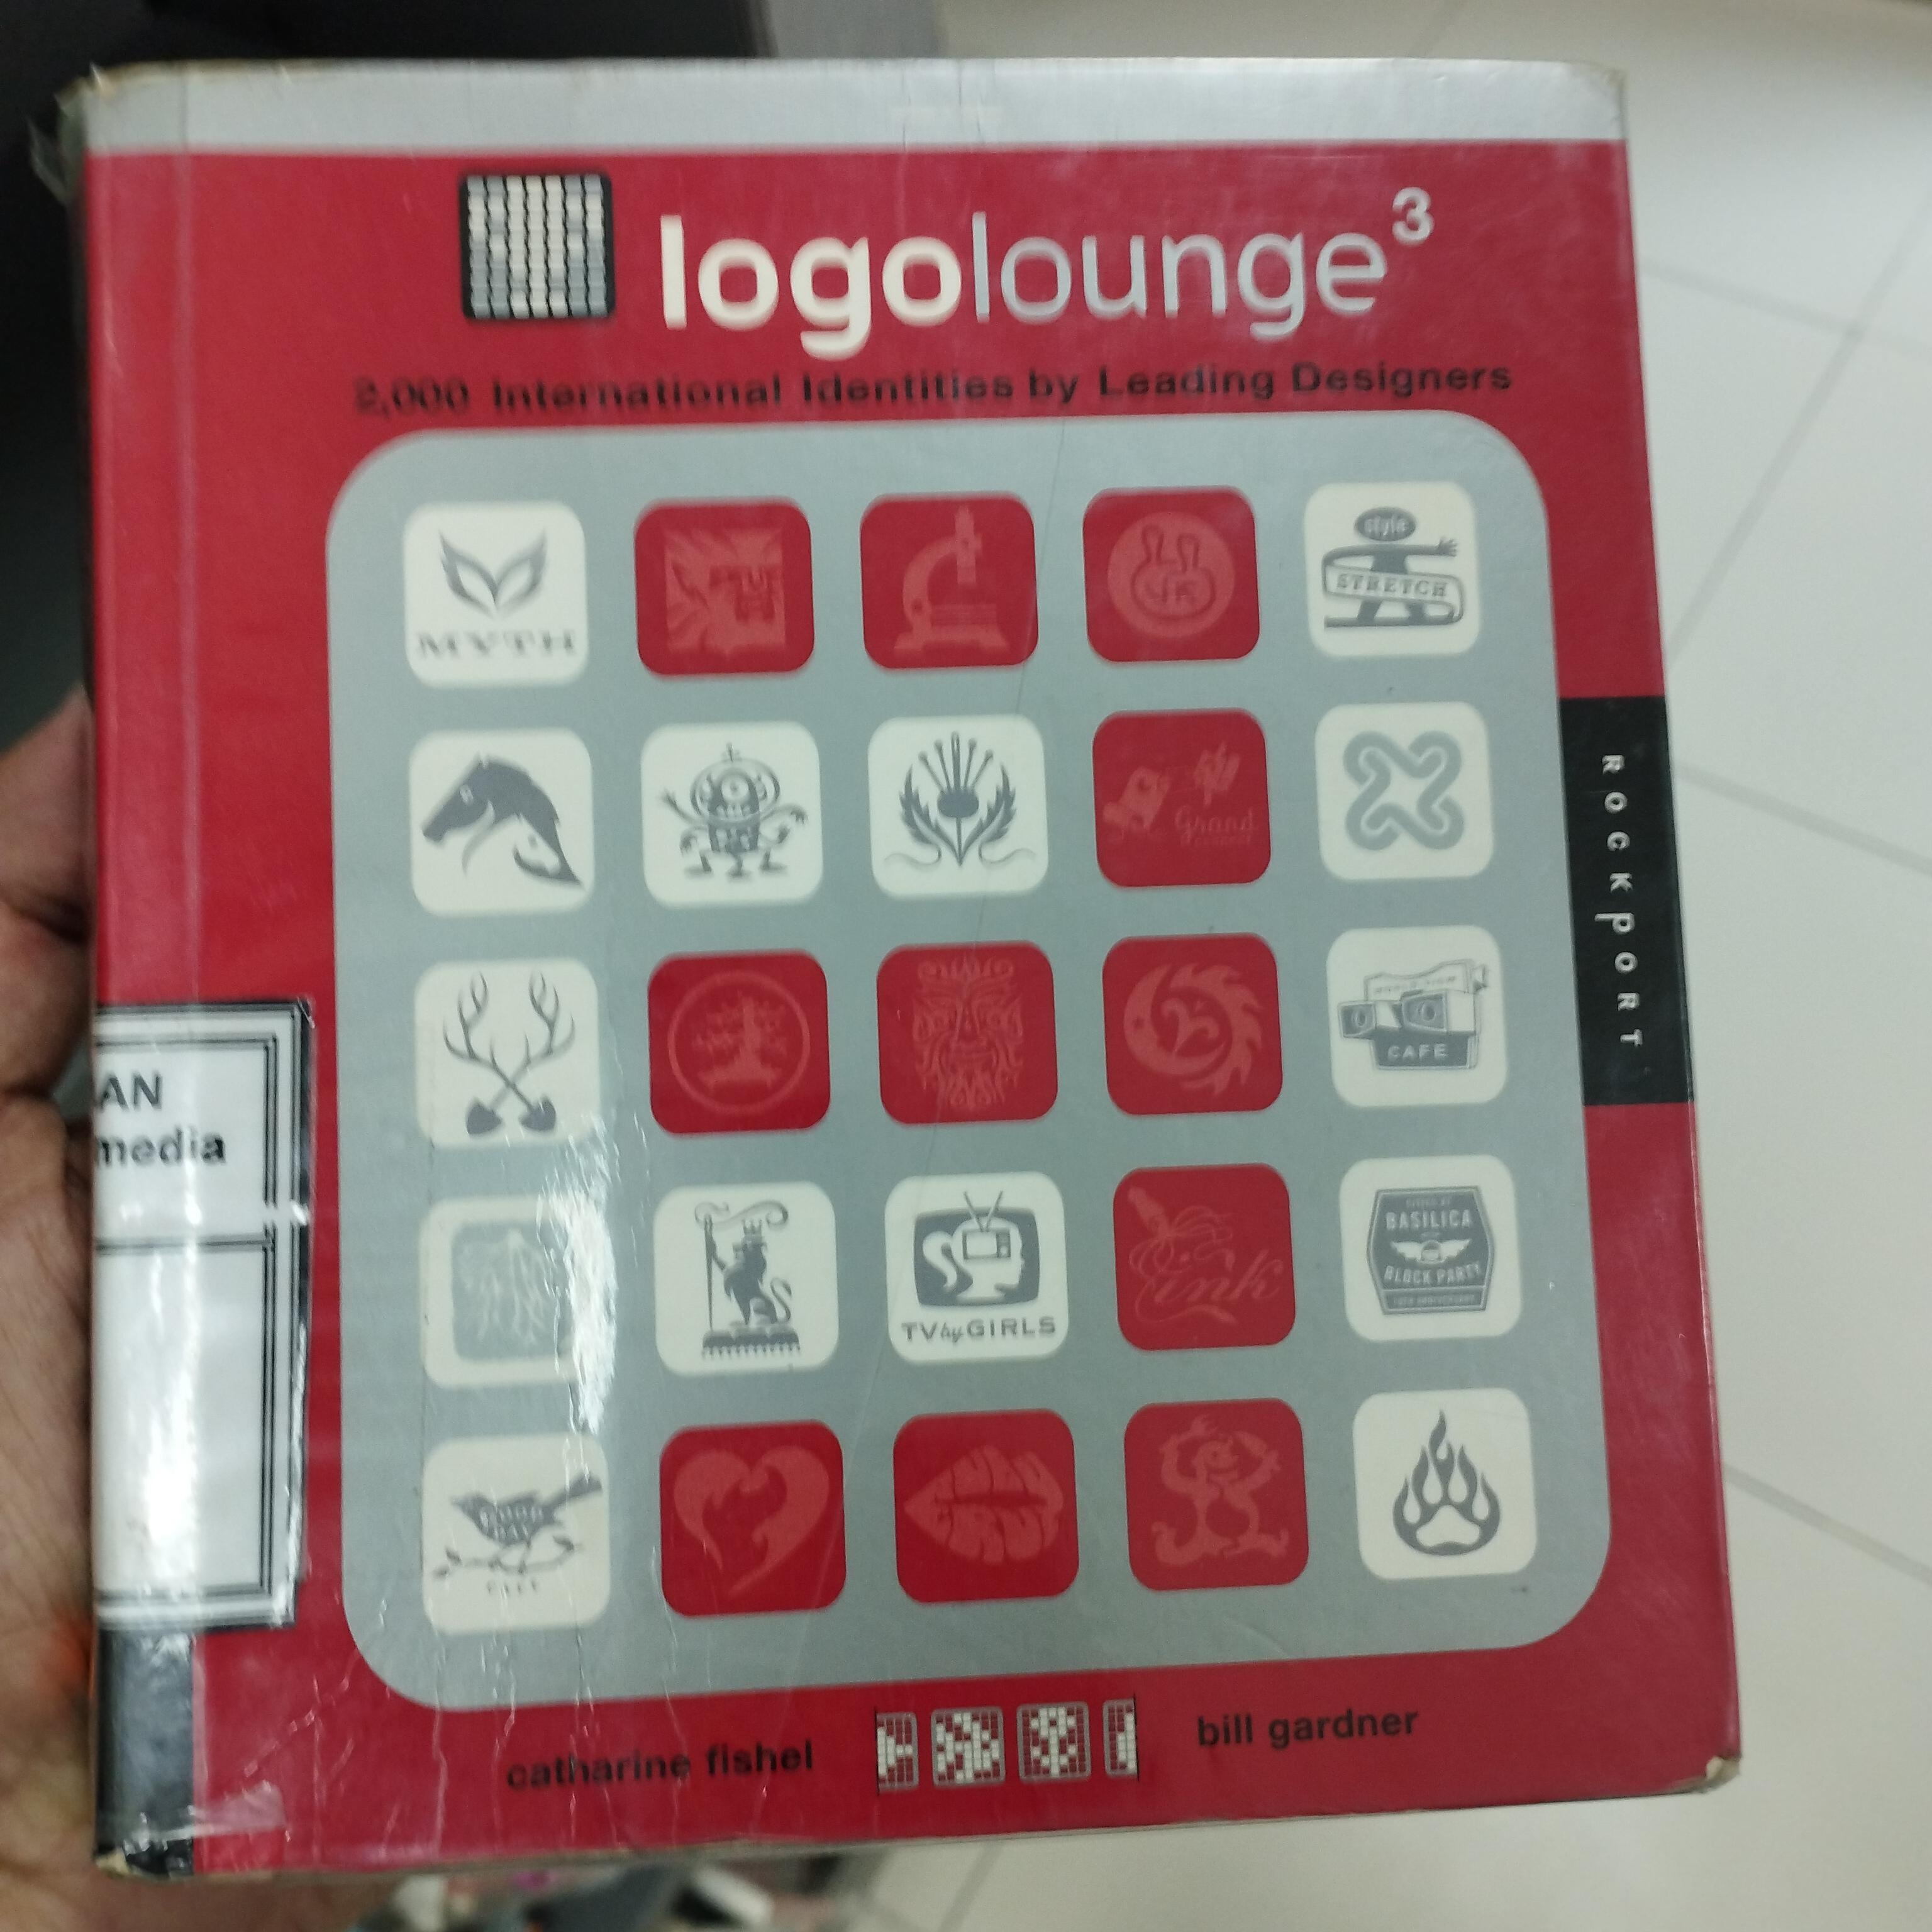 logolounge³
2,000 International Identities by Leading Designers
MYTH
style
STRETCH
Grand
ROCKPORT
CAFE
AN
media
TV by GIRLS
ink
BASILICA
BLOCK PARTY
catharine fishel
bill gardner